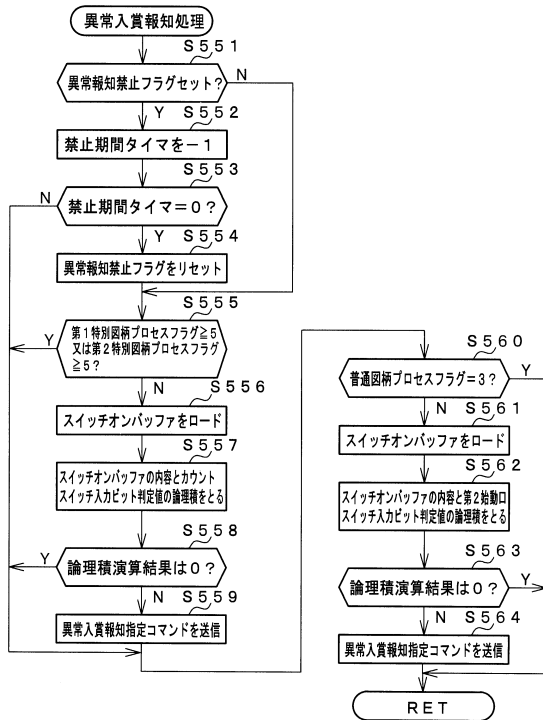 異常入賞報知処理
S551
異常報知禁止フラグセット?
N
Y
S552
禁止期間タイマを-1
S553
N
禁止期間タイマ=0?
Y
S554
異常報知禁止フラグをリセット
S555
第1特別図柄プロセスフラグ≧5
又は第2特別図柄プロセスフラグ
≧5?
Y
N
S556
スイッチオンバッファをロード
S557
スイッチオンバッファの内容とカウント
スイッチ入力ビット判定値の論理積をとる
S558
Y
論理積演算結果は0?
N
S559
異常入賞報知指定コマンドを送信
S560
普通図柄プロセスフラグ=3?
Y
N
S561
スイッチオンバッファをロード
S562
スイッチオンバッファの内容と第2始動口
スイッチ入力ビット判定値の論理積をとる
S563
論理積演算結果は0?
Y
N
S564
異常入賞報知指定コマンドを送信
RET